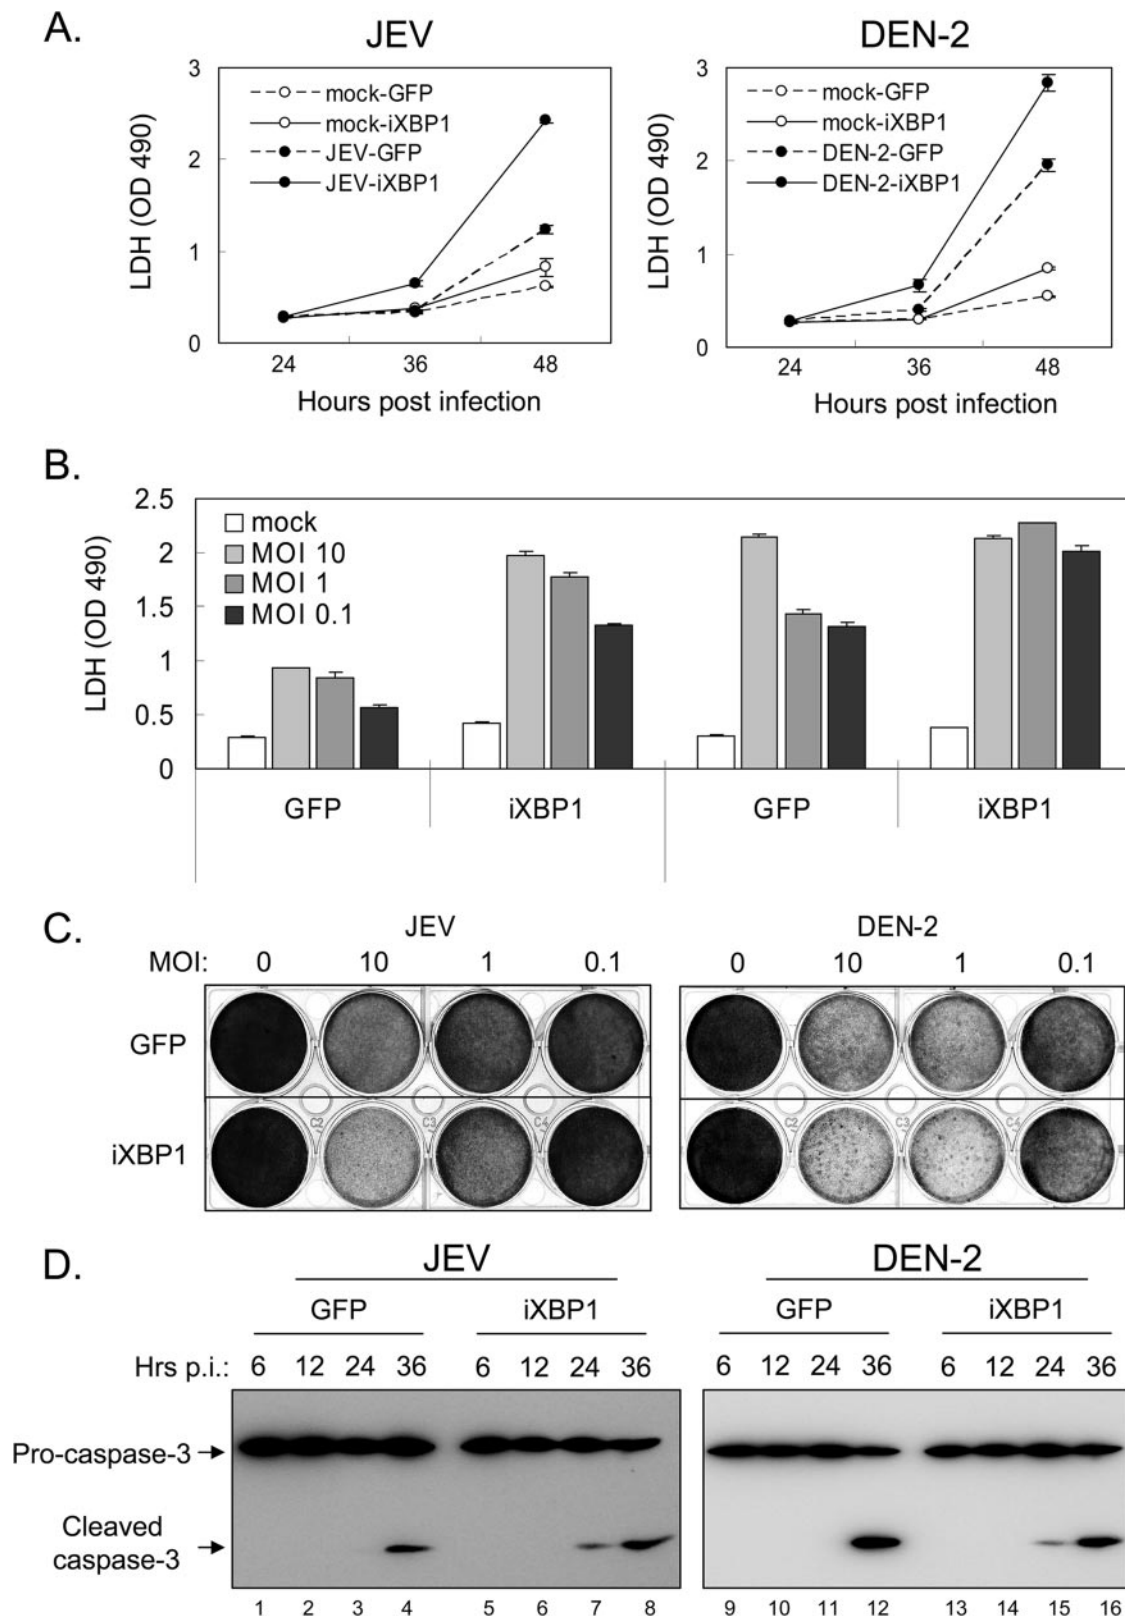 A.
JEV
DEN-2
3
2
1
0
LDH (OD 490)
mock-GFP
mock-iXBP1
JEV-GFP
JEV-iXBP1
24 36 48
Hours post infection
3
2
1
0
LDH (OD 490)
mock-GFP
mock-iXBP1
DEN-2-GFP
DEN-2-iXBP1
24 36 48
Hours post infection
B.
LDH (OD 490)
2.5
2
1.5
1
0.5
0
mock
MOI 10
MOI 1
MOI 0.1
GFP iXBP1 GFP iXBP1
C.
JEV DEN-2
MOI: 0 10 1 0.1 0 10 1 0.1
GFP
iXBP1
C2 C3 C4 C2 C3 C4
D.
JEV DEN-2
GFP iXBP1 GFP iXBP1
Hrs p.i.: 6 12 24 36 6 12 24 36 6 12 24 36 6 12 24 36
Pro-caspase-3
Cleaved
caspase-3
1 2 3 4 5 6 7 8 9 10 11 12 13 14 15 16